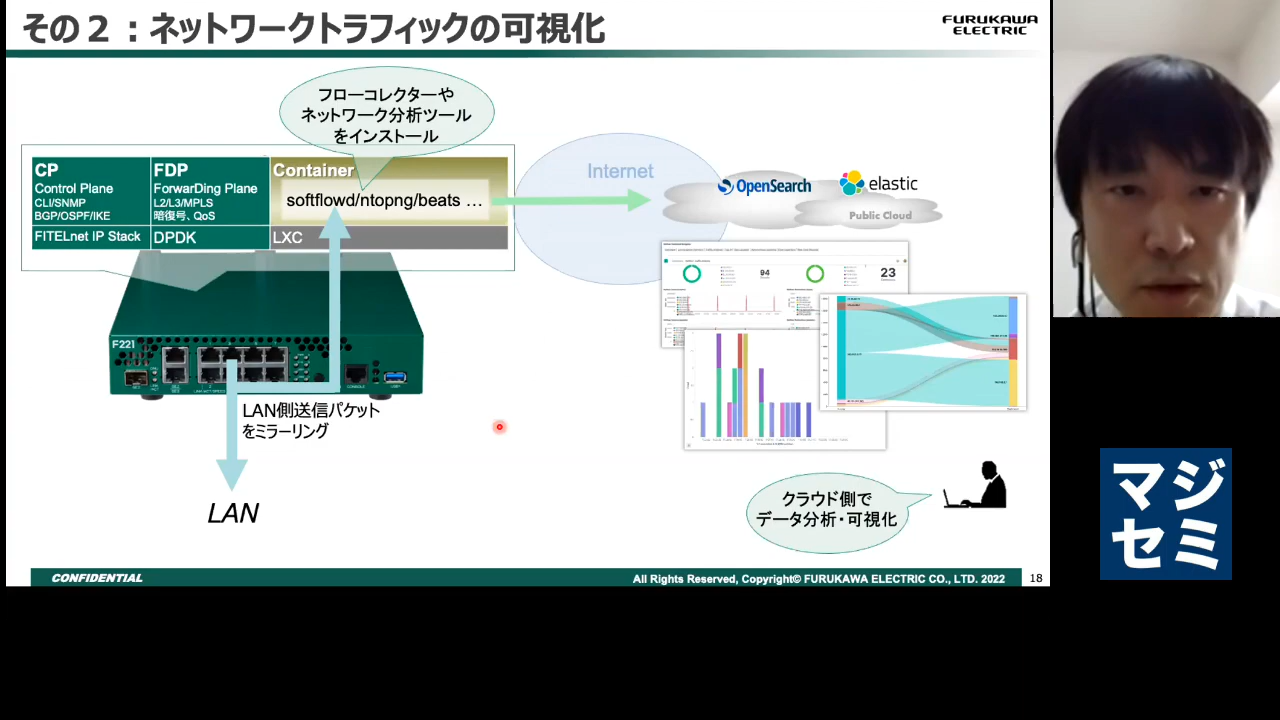 その２：ネットワークトラフィックの可視化
FURUKAWA
ELECTRIC
フローコレクターや
ネットワーク分析ツール
をインストール
CP
Control Plane
CLI/SNMP
BGP/OSPF/IKE
FITELnet IP Stack
FDP
ForwarDing Plane
L2/L3/MPLS
暗復号、QoS
DPDK
Container
softflowd/ntopng/beats …
LXC
Internet
OpenSearch
elastic
Public Cloud
94
23
F221
CONSOLE
LAN側送信パケット
をミラーリング
LAN
クラウド側で
データ分析・可視化
マジ
セミ
CONFIDENTIAL
All Rights Reserved, Copyright© FURUKAWA ELECTRIC CO., LTD. 2022
18